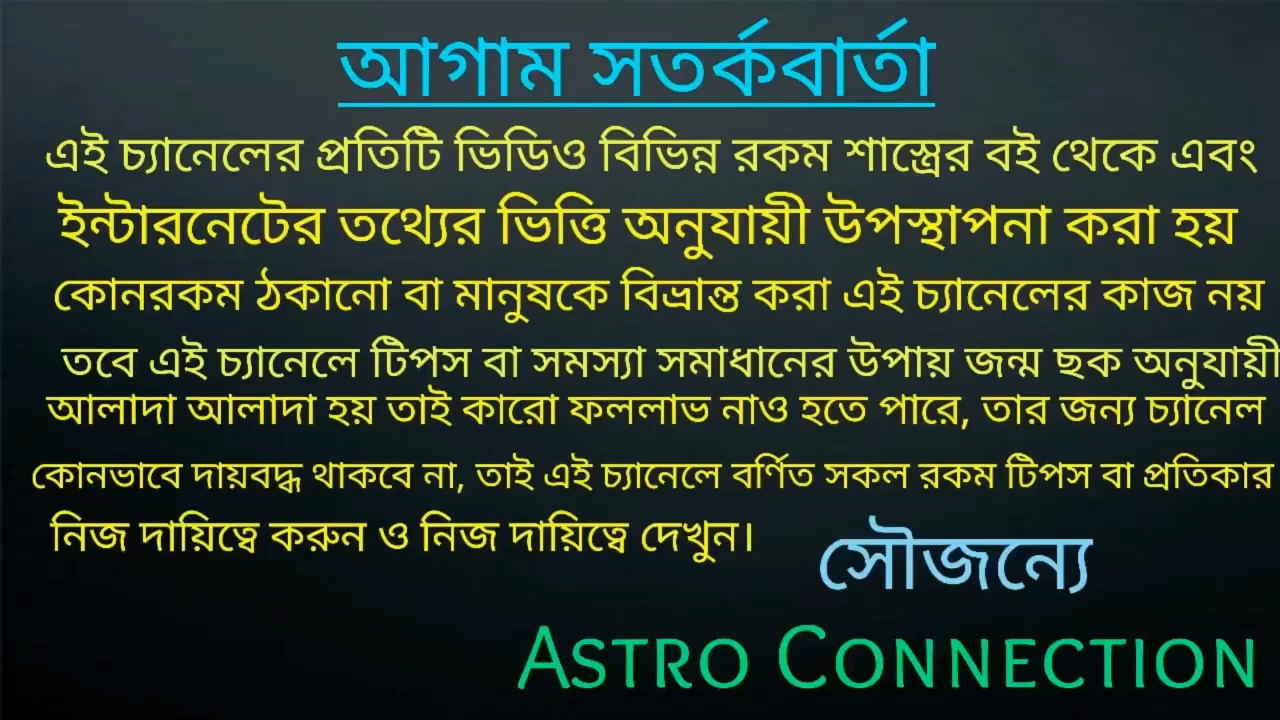 আগাম সতর্কবার্তা
এই চ্যানেলের প্রতিটি ভিডিও বিভিন্ন রকম শাস্ত্রের বই থেকে এবং
ইন্টারনেটের তথ্যের ভিত্তি অনুযায়ী উপস্থাপনা করা হয়
কোনরকম ঠকানো বা মানুষকে বিভ্রান্ত করা এই চ্যানেলের কাজ নয়
তবে এই চ্যানেলে টিপস বা সমস্যা সমাধানের উপায় জন্ম ছক অনুযায়ী
আলাদা আলাদা হয় তাই কারো ফললাভ নাও হতে পারে, তার জন্য চ্যানেল
কোনভাবে দায়বদ্ধ থাকবে না, তাই এই চ্যানেলে বর্ণিত সকল রকম টিপস বা প্রতিকার
নিজ দায়িত্বে করুন ও নিজ দায়িত্বে দেখুন।
সৌজন্যে
ASTRO CONNECTION